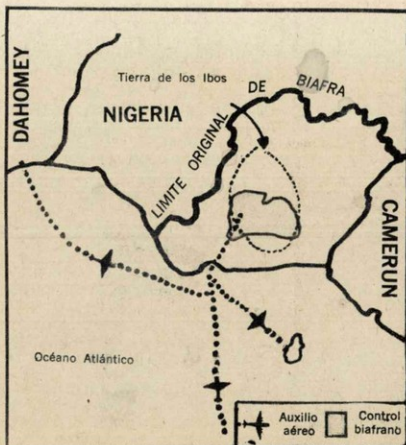 DAHOMEY
Tierra de los Ibos
NIGERIA
LIMITE ORIGINAL DE BIAFRA
CAMERUN
Océano Atlántico
Auxilio aéreo
Control biafrano